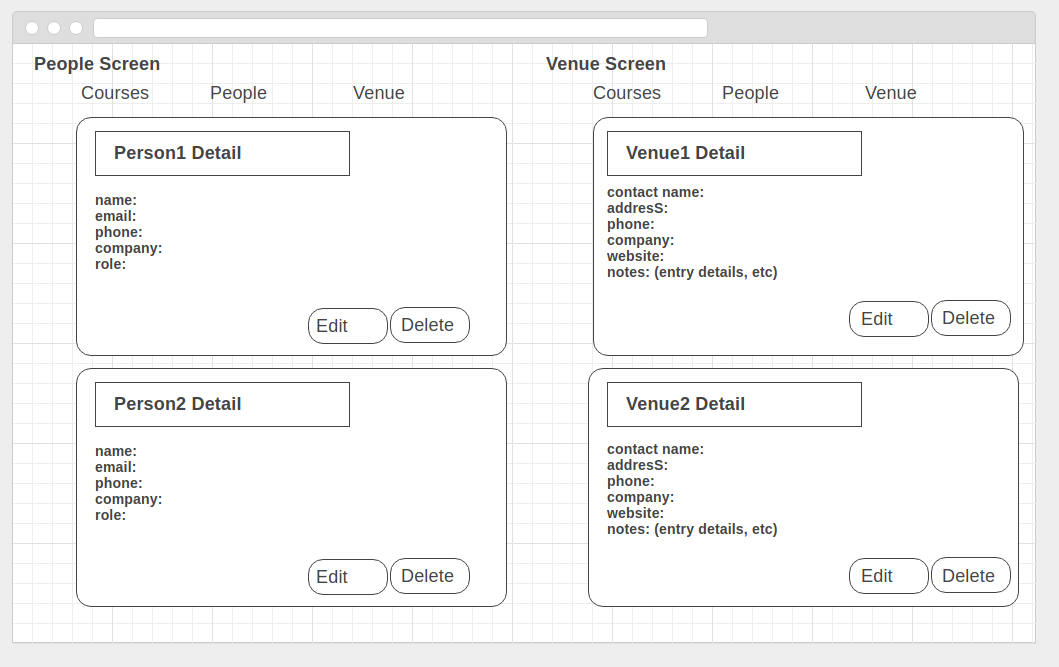 People Screen
Courses People Venue
Person1 Detail
name:
email:
phone:
company:
role:
Edit Delete
Person2 Detail
name:
email:
phone:
company:
role:
Edit Delete
Venue Screen
Courses People Venue
Venue1 Detail
contact name:
addresS:
phone:
company:
website:
notes: (entry details, etc)
Edit Delete
Venue2 Detail
contact name:
addresS:
phone:
company:
website:
notes: (entry details, etc)
Edit Delete